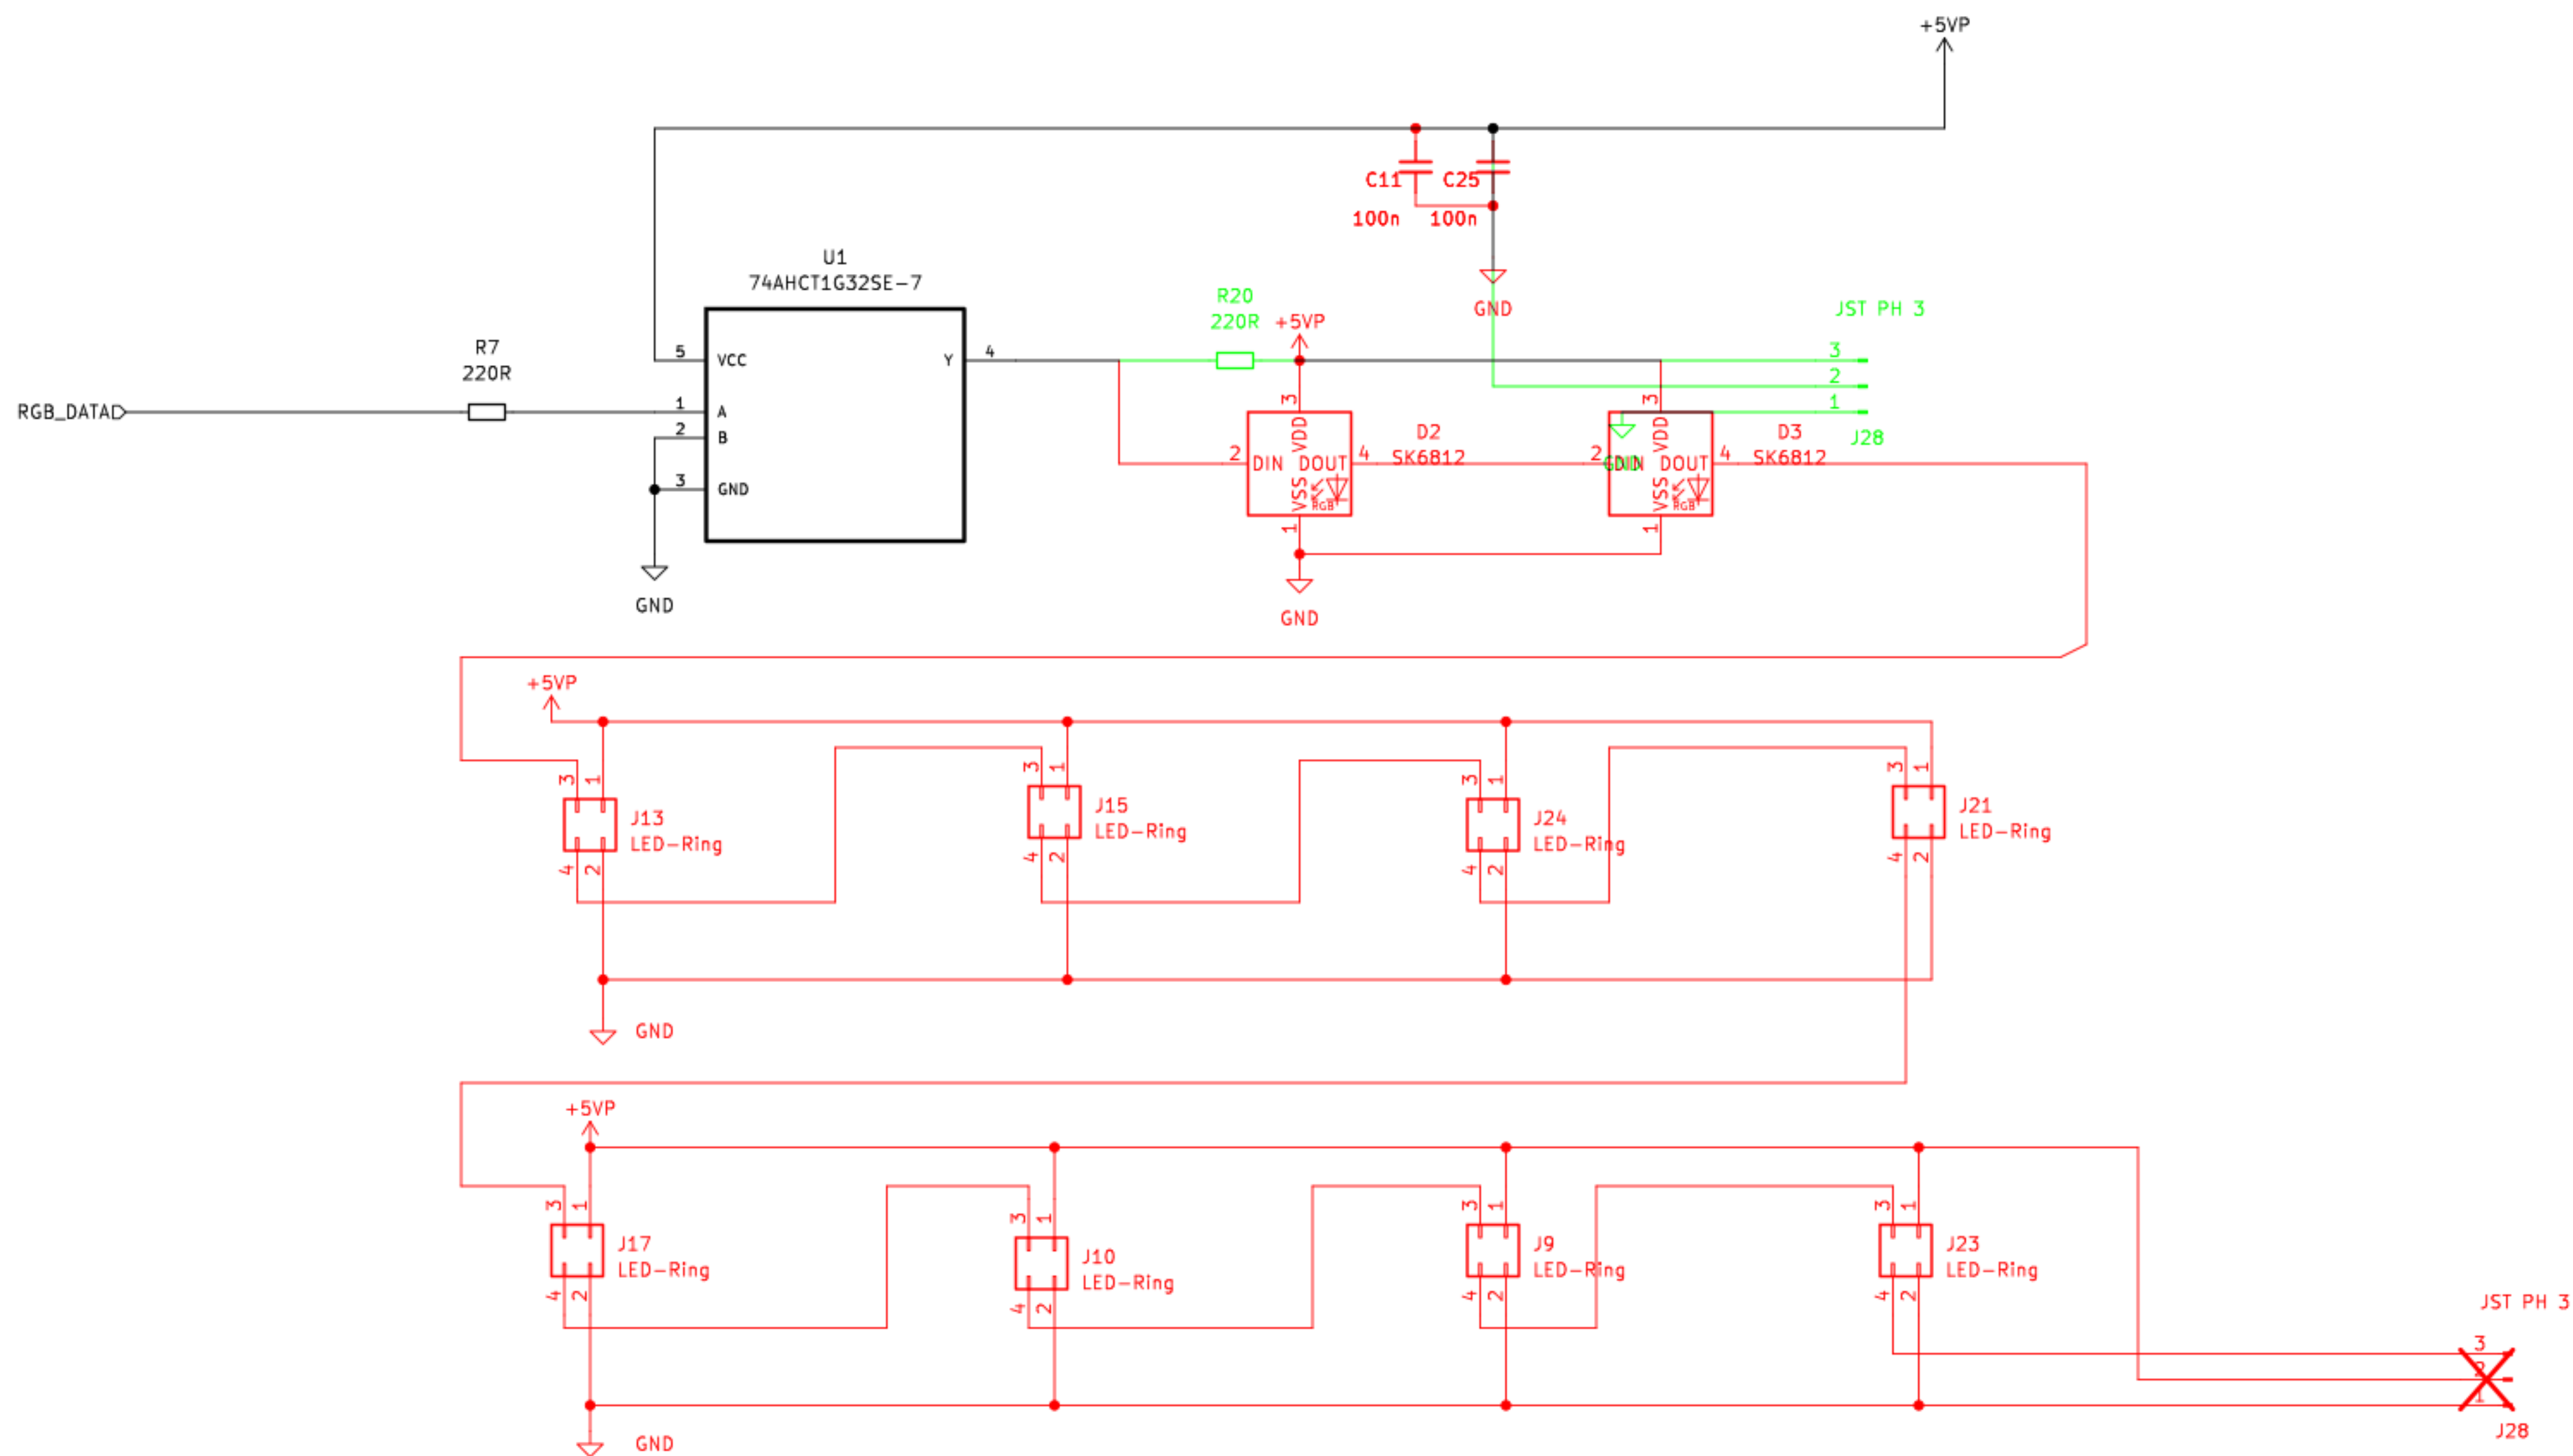 +5VP
C11 C25
100n 100n
U1
74AHCT1G32SE-7
R20
220R +5VP
GND
JST PH 3
R7
220R
5 VCC Y 4
3
2
1
J28
RGB_DATA
1 A
2 B
3 GND
GND
3 VDD
2 DIN DOUT 4
VSS RGB
1
D2
SK6812
GND
3 VDD
2 DIN DOUT 4
VSS RGB
1
D3
SK6812
GND
+5VP
3 1
J13
LED-Ring
4 2
3 1
J15
LED-Ring
4 2
3 1
J24
LED-Ring
4 2
3 1
J21
LED-Ring
4 2
GND
+5VP
3 1
J17
LED-Ring
4 2
3 1
J10
LED-Ring
4 2
3 1
J9
LED-Ring
4 2
3 1
J23
LED-Ring
4 2
JST PH 3
3
2
1
J28
GND